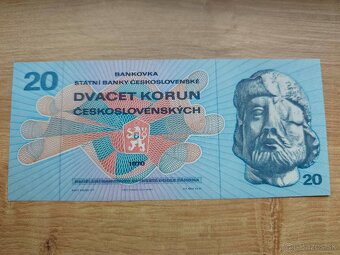 20
BANKOVKA
STÁTNÍ BANKY ČESKOSLOVENSKÉ
DVACET KORUN
ČESKOSLOVENSKÝCH
1970
20